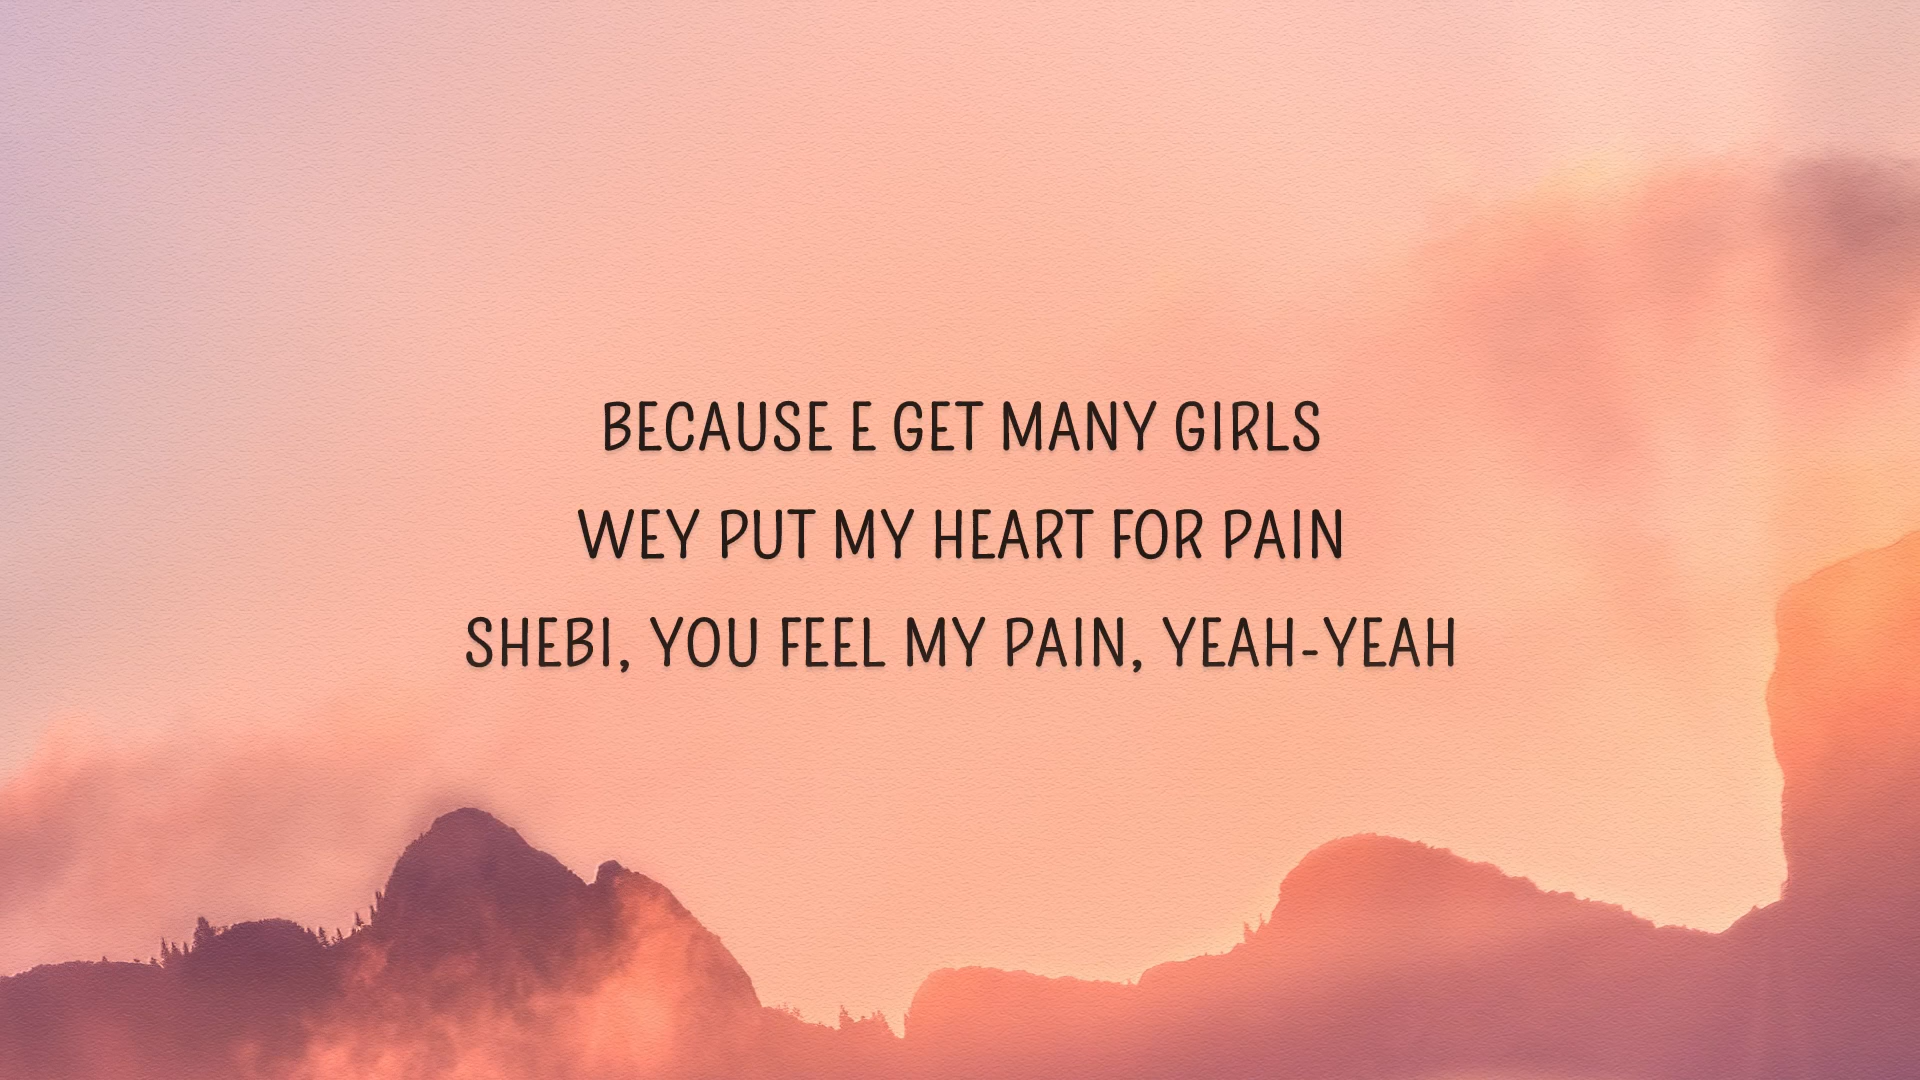 BECAUSE E GET MANY GIRLS
WEY PUT MY HEART FOR PAIN
SHEBI, YOU FEEL MY PAIN, YEAH-YEAH